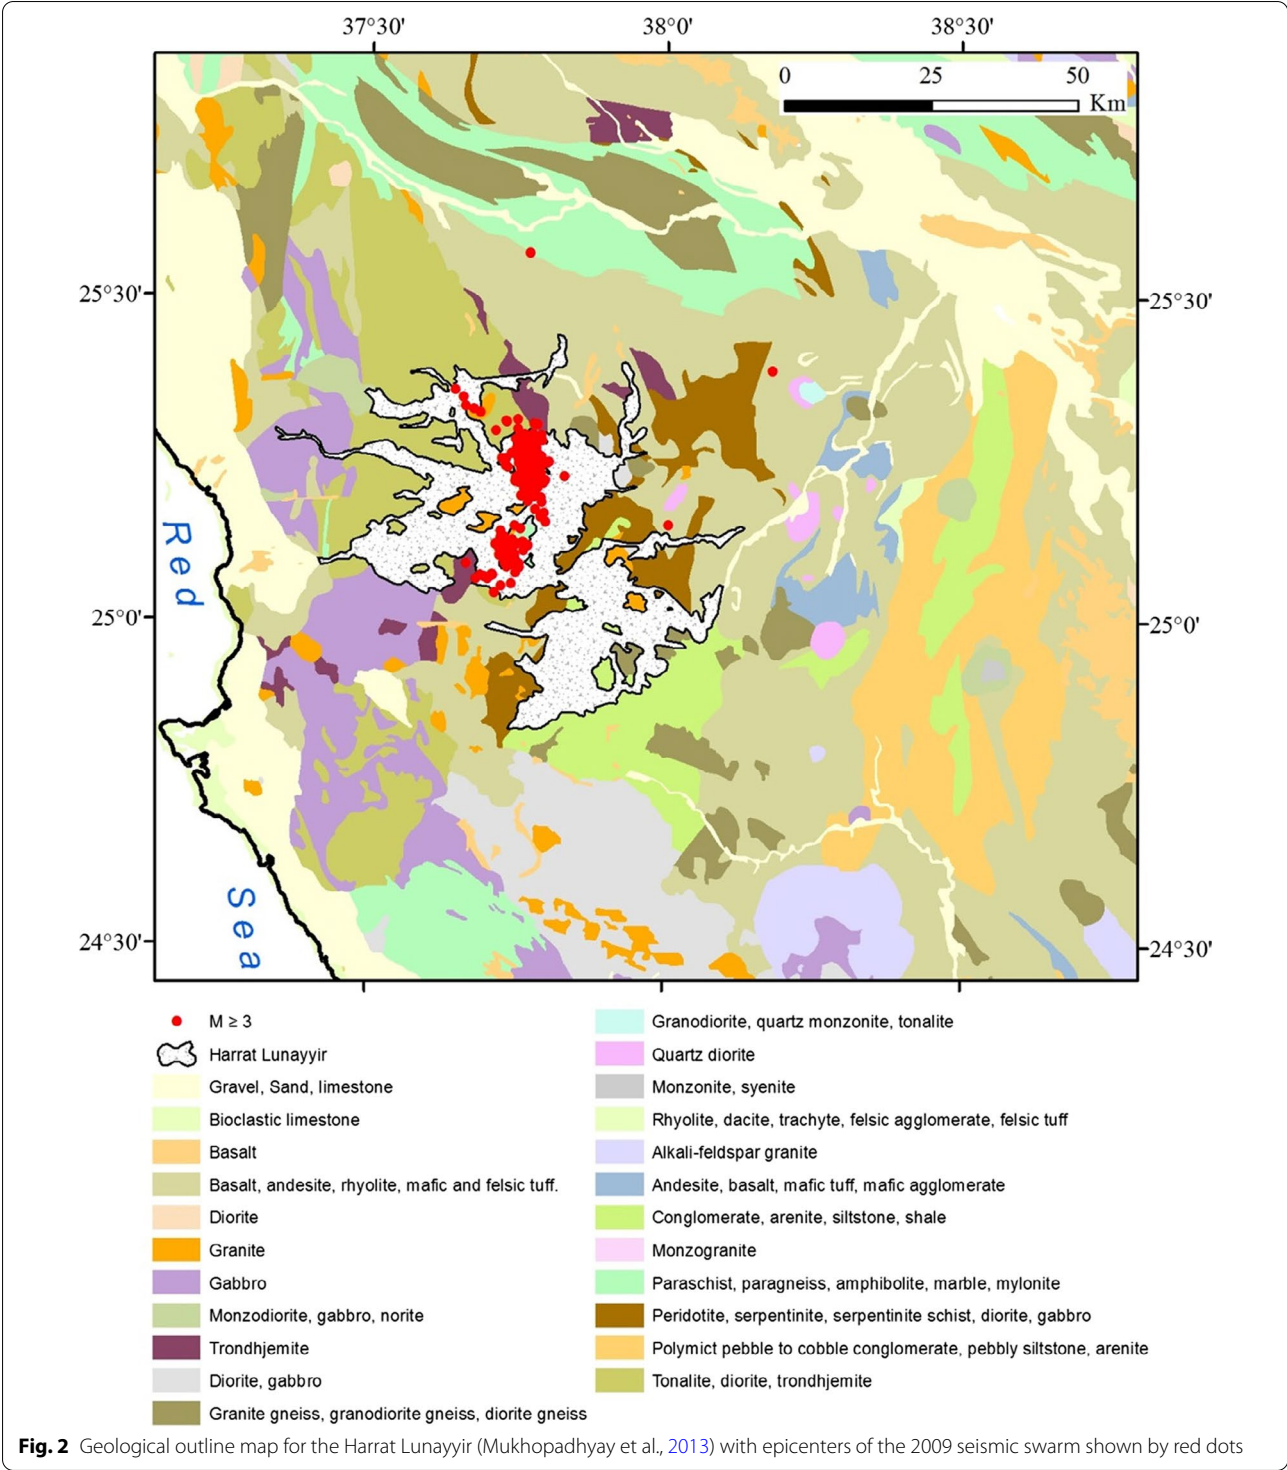 37°30' 38°0' 38°30'
0 25 50
Km
25°30' 25°30'
25°0' 25°0'
24°30' 24°30'
Red
Sea
M ≥ 3
Harrat Lunayyir
Gravel, Sand, limestone
Bioclastic limestone
Basalt
Basalt, andesite, rhyolite, mafic and felsic tuff.
Diorite
Granite
Gabbro
Monzodiorite, gabbro, norite
Trondhjemite
Diorite, gabbro
Granite gneiss, granodiorite gneiss, diorite gneiss
Granodiorite, quartz monzonite, tonalite
Quartz diorite
Monzonite, syenite
Rhyolite, dacite, trachyte, felsic agglomerate, felsic tuff
Alkali-feldspar granite
Andesite, basalt, mafic tuff, mafic agglomerate
Conglomerate, arenite, siltstone, shale
Monzogranite
Paraschist, paragneiss, amphibolite, marble, mylonite
Peridotite, serpentinite, serpentinite schist, diorite, gabbro
Polymict pebble to cobble conglomerate, pebbly siltstone, arenite
Tonalite, diorite, trondhjemite
Fig. 2 Geological outline map for the Harrat Lunayyir (Mukhopadhyay et al., 2013) with epicenters of the 2009 seismic swarm shown by red dots